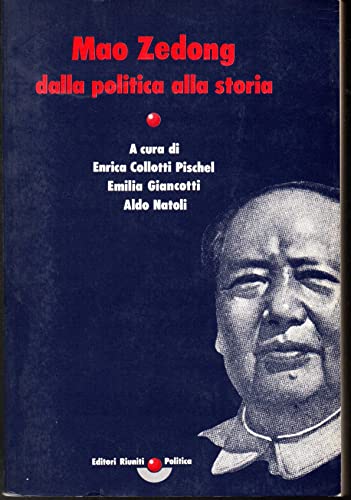 Mao Zedong
dalla politica alla storia
A cura di
Enrica Collotti Pischel
Emilia Giancotti
Aldo Natoli
Editori Riuniti Politica